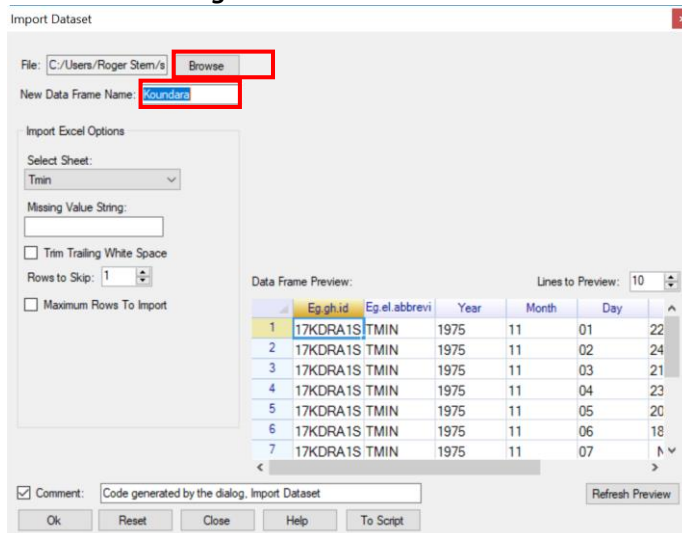 Import Dataset
File: C:/Users/Roger Stern/s Browse
New Data Frame Name: Koundara
Import Excel Options
Select Sheet:
Tmin
Missing Value String:
Trim Trailing White Space
Rows to Skip: 1
Maximum Rows To Import
Data Frame Preview: Lines to Preview: 10
Eg.gh.id Eg.el.abbrevi Year Month Day
1 17KDRA1S TMIN 1975 11 01 22
2 17KDRA1S TMIN 1975 11 02 24
3 17KDRA1S TMIN 1975 11 03 21
4 17KDRA1S TMIN 1975 11 04 23
5 17KDRA1S TMIN 1975 11 05 20
6 17KDRA1S TMIN 1975 11 06 18
7 17KDRA1S TMIN 1975 11 07 N
Comment: Code generated by the dialog, Import Dataset Refresh Preview
Ok Reset Close Help To Script